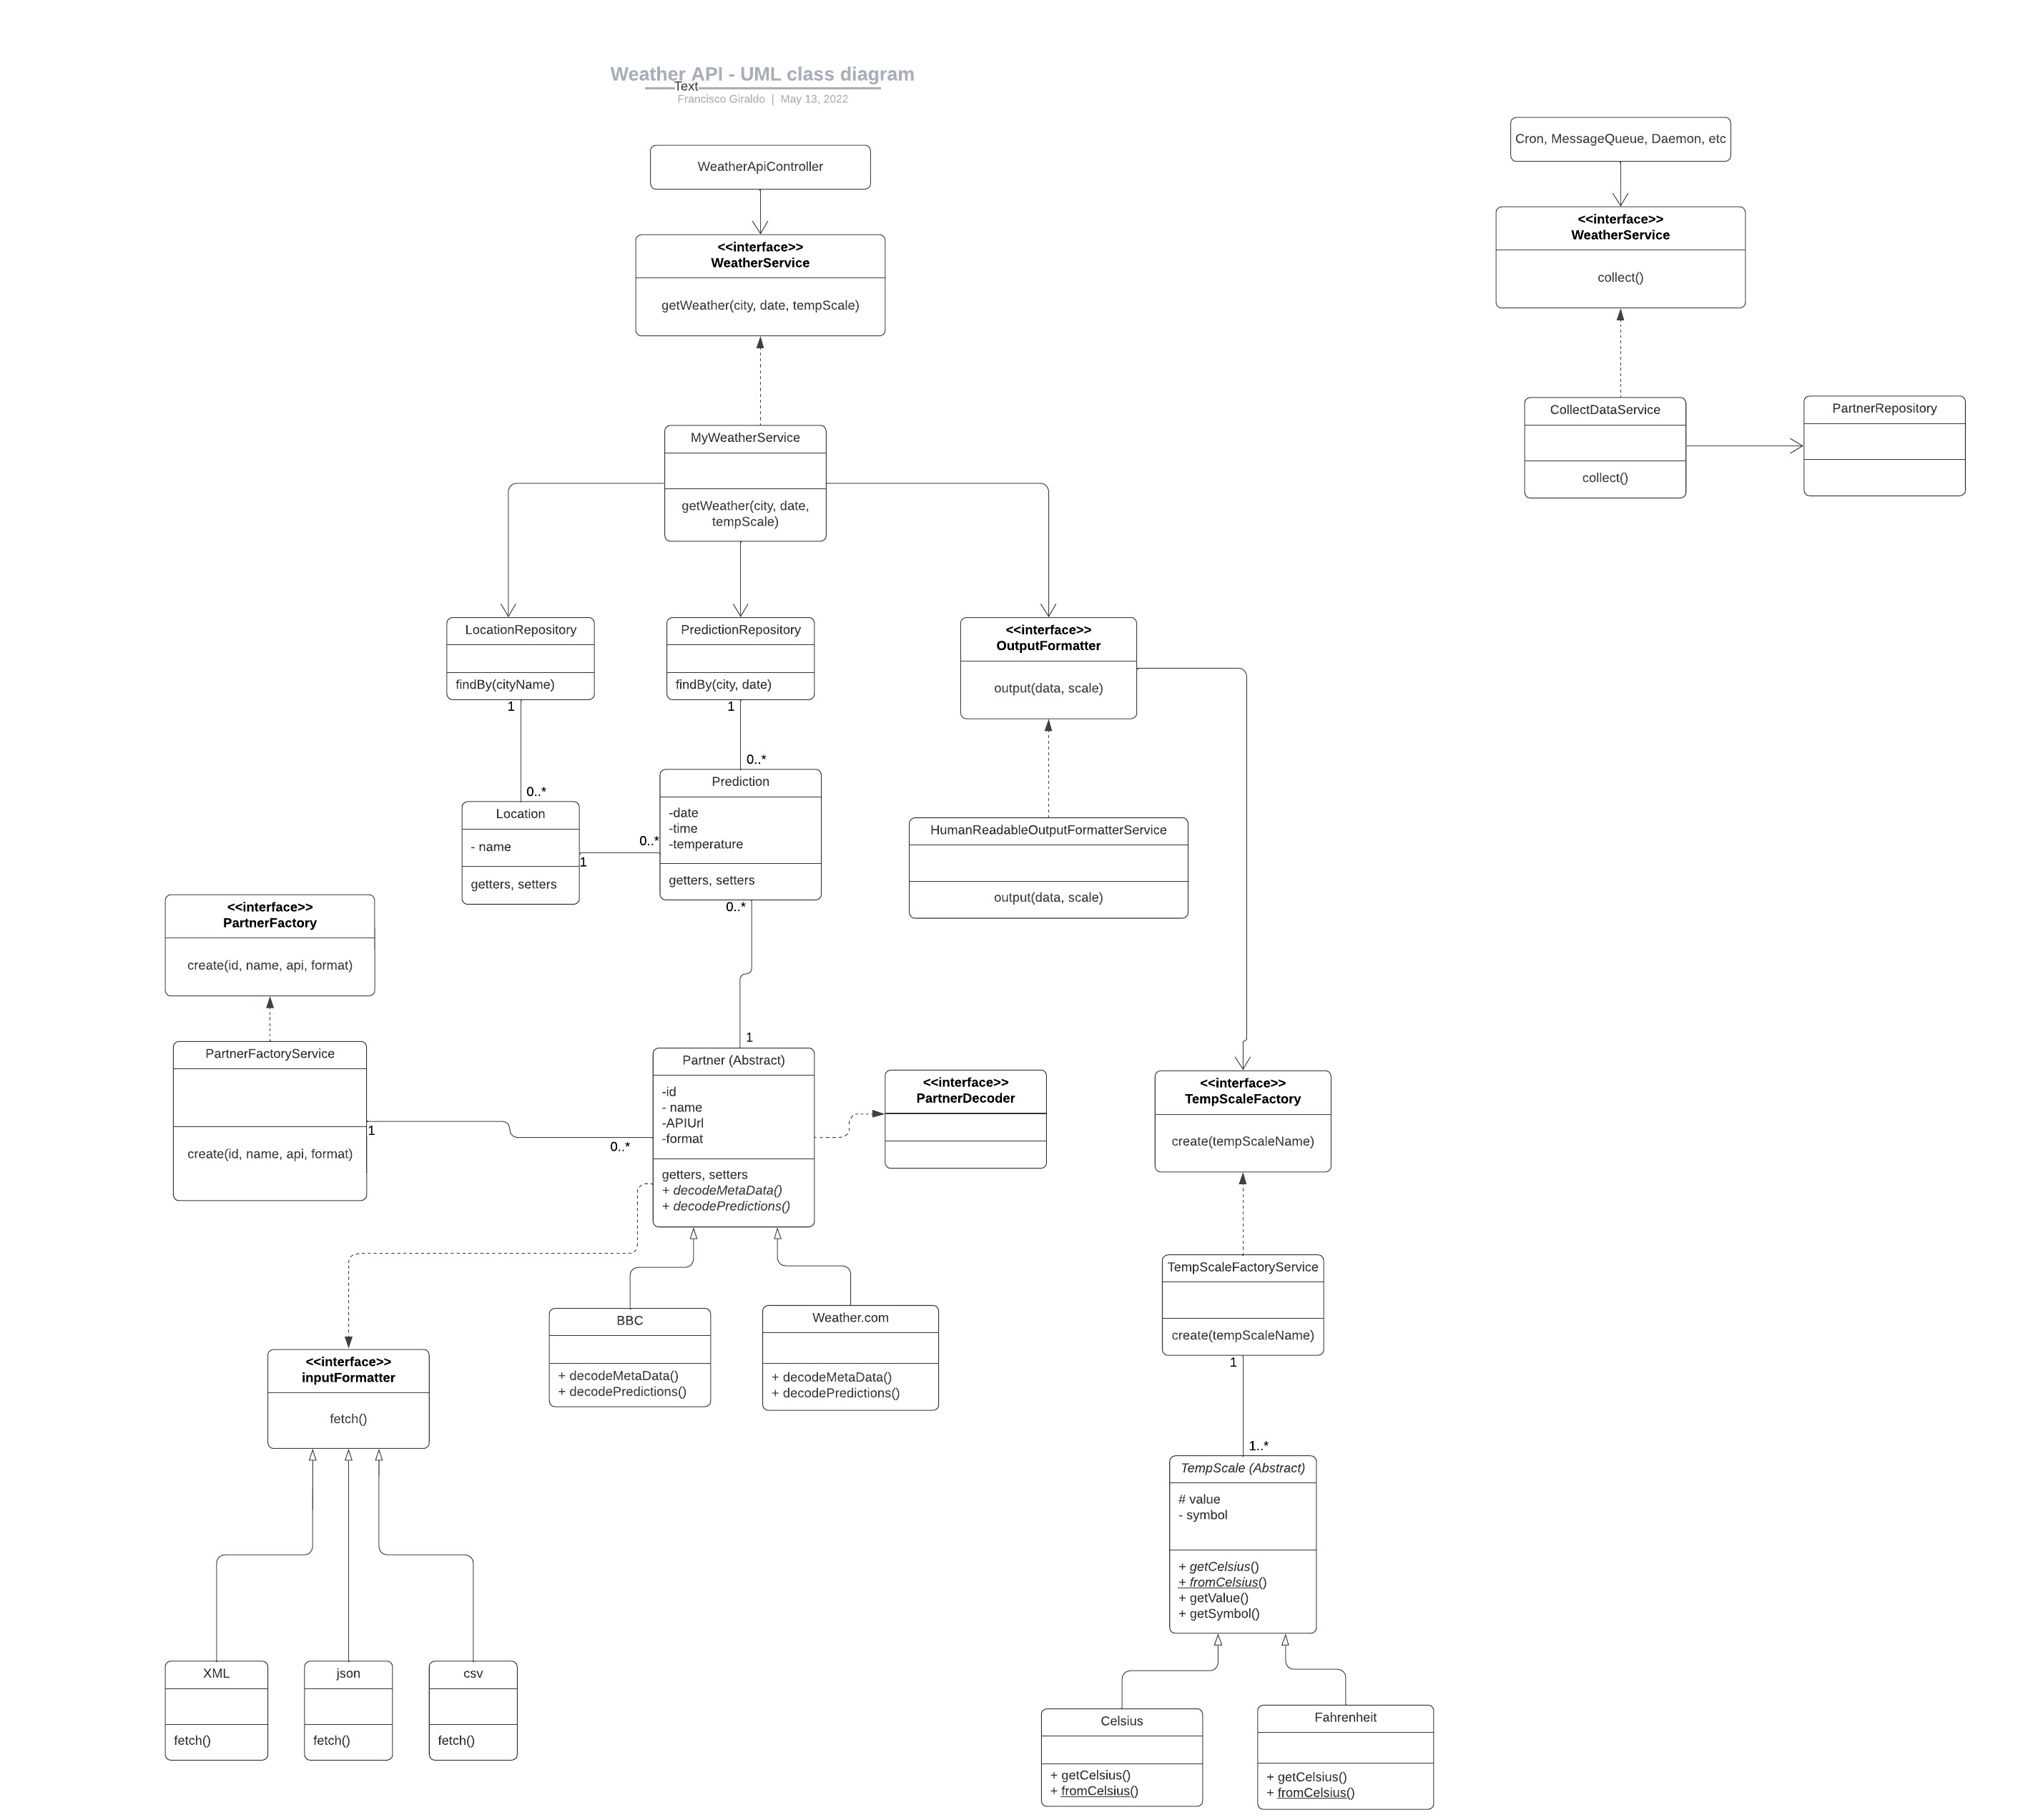 Weather API - UML class diagram
Text
Francisco Giraldo | May 13, 2022
WeatherApiController
<<interface>>
WeatherService
getWeather(city, date, tempScale)
MyWeatherService
getWeather(city, date,
tempScale)
Cron, MessageQueue, Daemon, etc
<<interface>>
WeatherService
collect()
CollectDataService
collect()
PartnerRepository
LocationRepository
findBy(cityName)
1
0..*
PredictionRepository
findBy(city, date)
1
0..*
<<interface>>
OutputFormatter
output(data, scale)
Location
- name
getters, setters
1
0..*
Prediction
-date
-time
-temperature
getters, setters
0..*
1
HumanReadableOutputFormatterService
output(data, scale)
<<interface>>
PartnerFactory
create(id, name, api, format)
PartnerFactoryService
create(id, name, api, format)
1
0..*
Partner (Abstract)
-id
- name
-APIUrl
-format
getters, setters
+ decodeMetaData()
+ decodePredictions()
<<interface>>
PartnerDecoder
<<interface>>
TempScaleFactory
create(tempScaleName)
TempScaleFactoryService
create(tempScaleName)
1
1..*
BBC
+ decodeMetaData()
+ decodePredictions()
Weather.com
+ decodeMetaData()
+ decodePredictions()
<<interface>>
inputFormatter
fetch()
TempScale (Abstract)
# value
- symbol
+ getCelsius()
+ fromCelsius()
+ getValue()
+ getSymbol()
XML
fetch()
json
fetch()
csv
fetch()
Celsius
+ getCelsius()
+ fromCelsius()
Fahrenheit
+ getCelsius()
+ fromCelsius()